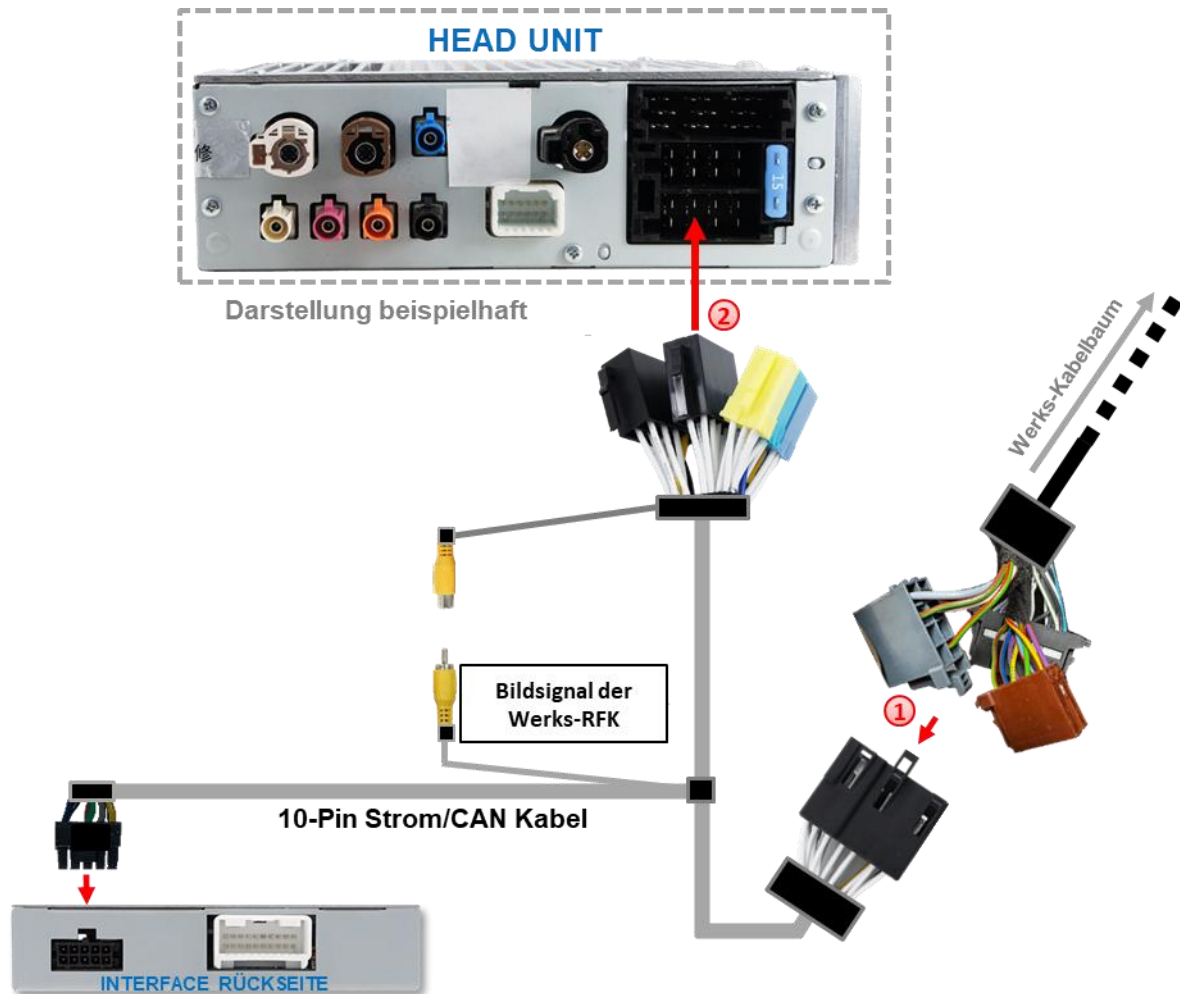 HEAD UNIT
修
15
Darstellung beispielhaft
2
Werks-Kabelbaum
1
Bildsignal der
Werks-RFK
10-Pin Strom/CAN Kabel
INTERFACE RÜCKSEITE